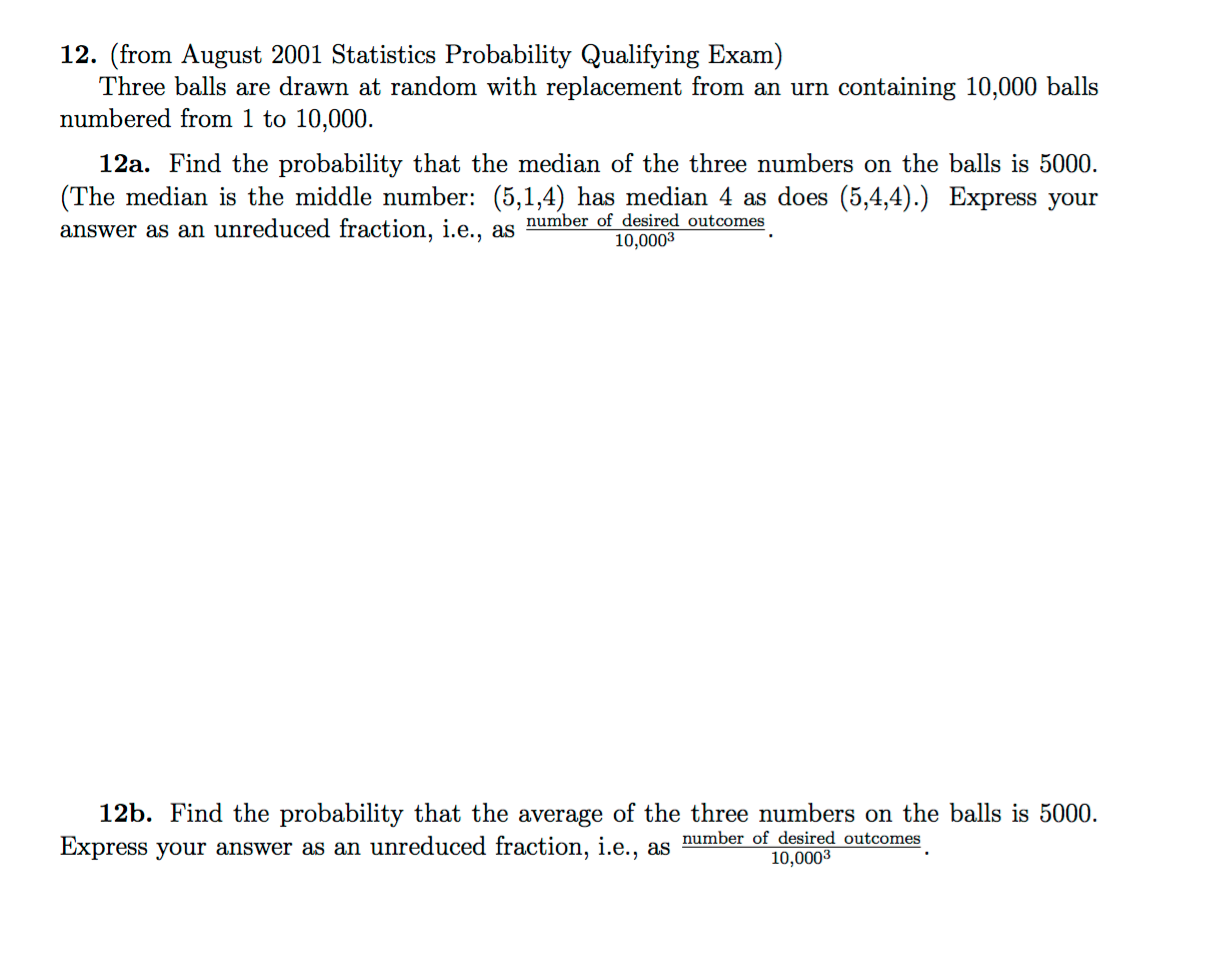 12. (from August 2001 Statistics Probability Qualifying Exam)
Three balls are drawn at random with replacement from an urn containing 10,000 balls
numbered from 1 to 10,000.
12a. Find the probability that the median of the three numbers on the balls is 5000.
(The median is the middle number: (5,1,4) has median 4 as does (5,4,4).) Express your
answer as an unreduced fraction, i.e., as $\frac{\text{number of desired outcomes}}{10{,}000^3}$.
12b. Find the probability that the average of the three numbers on the balls is 5000.
Express your answer as an unreduced fraction, i.e., as $\frac{\text{number of desired outcomes}}{10{,}000^3}$.